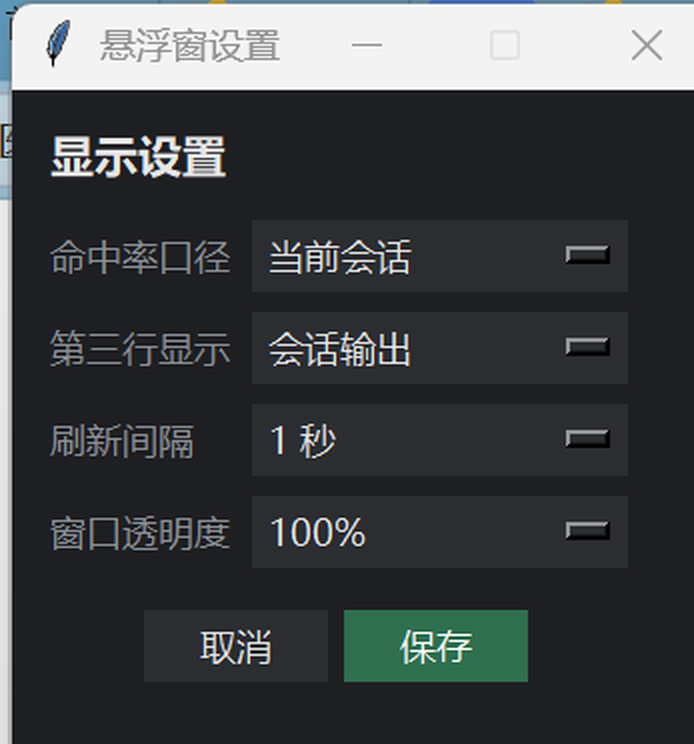 悬浮窗设置
显示设置
命中率口径 当前会话
第三行显示 会话输出
刷新间隔 1 秒
窗口透明度 100%
取消 保存